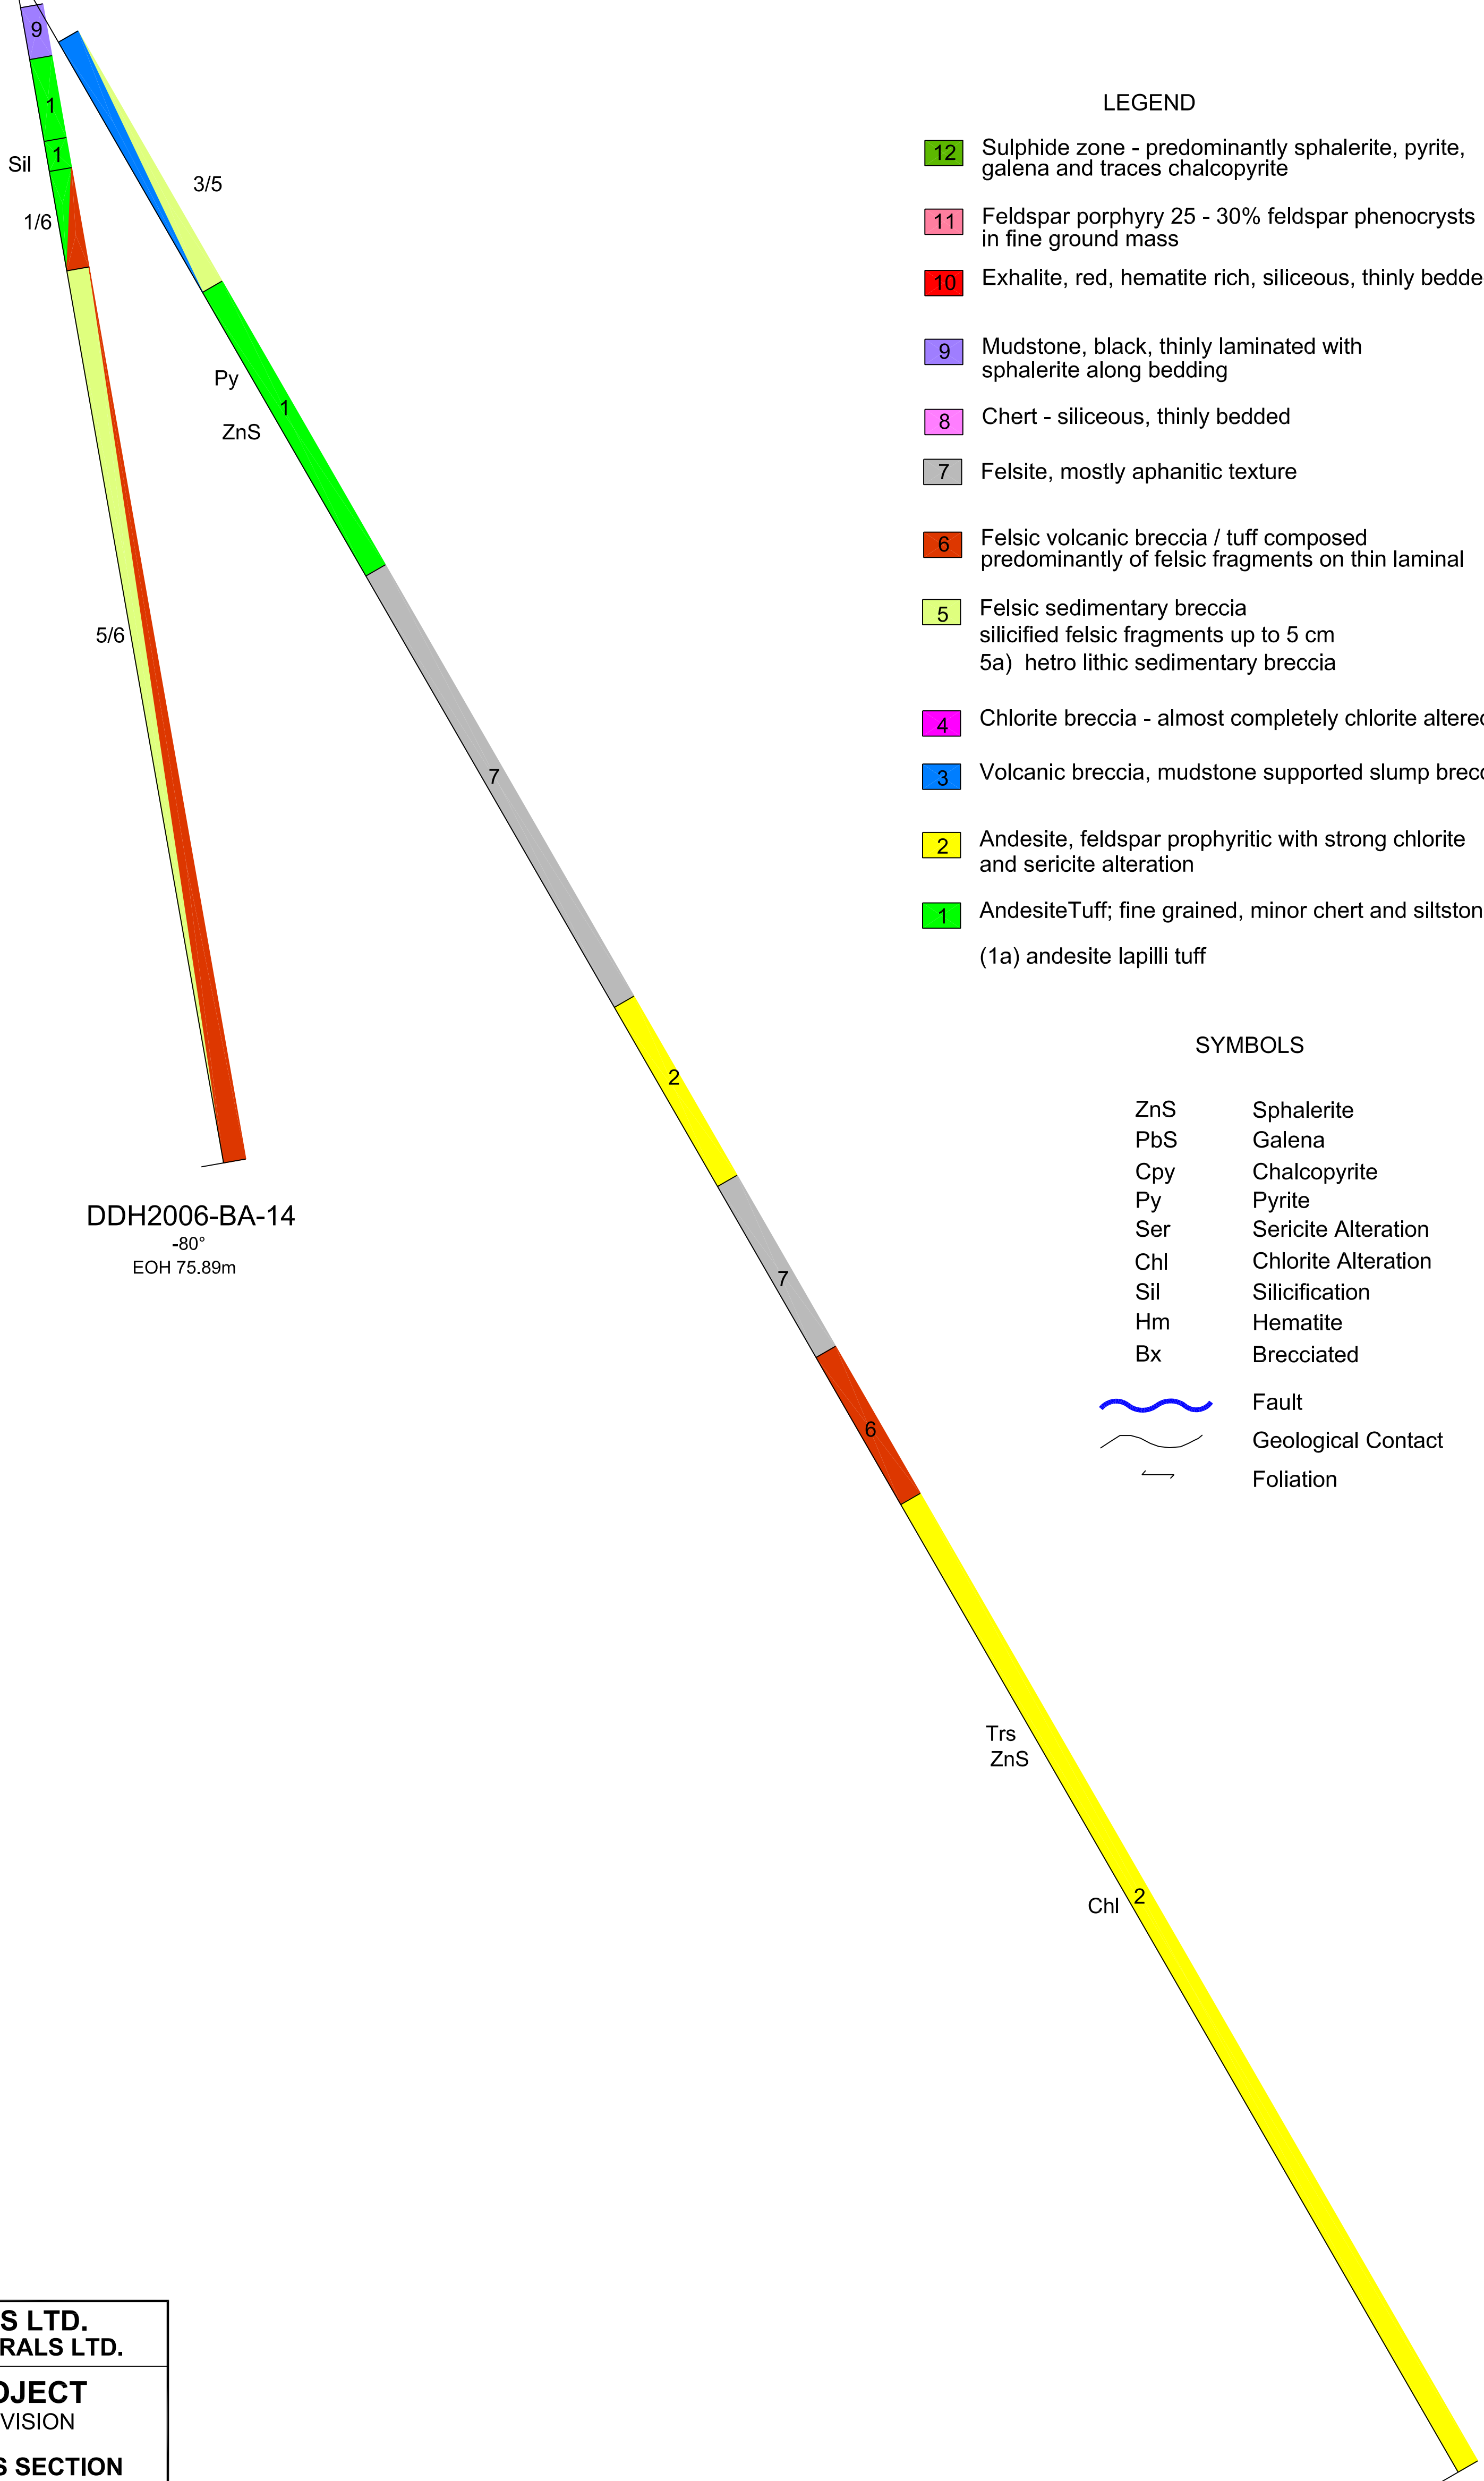 9
1
1
Sil
3/5
1/6
Py
1
ZnS
5/6
7
2
7
6
DDH2006-BA-14
-80°
EOH 75.89m
Trs
ZnS
Chl
2
LEGEND
12 Sulphide zone - predominantly sphalerite, pyrite,
galena and traces chalcopyrite
11 Feldspar porphyry 25 - 30% feldspar phenocrysts
in fine ground mass
10 Exhalite, red, hematite rich, siliceous, thinly bedde
9 Mudstone, black, thinly laminated with
sphalerite along bedding
8 Chert - siliceous, thinly bedded
7 Felsite, mostly aphanitic texture
6 Felsic volcanic breccia / tuff composed
predominantly of felsic fragments on thin laminal
5 Felsic sedimentary breccia
silicified felsic fragments up to 5 cm
5a) hetro lithic sedimentary breccia
4 Chlorite breccia - almost completely chlorite altered
3 Volcanic breccia, mudstone supported slump brecc
2 Andesite, feldspar prophyritic with strong chlorite
and sericite alteration
1 AndesiteTuff; fine grained, minor chert and siltston
(1a) andesite lapilli tuff
SYMBOLS
ZnS Sphalerite
PbS Galena
Cpy Chalcopyrite
Py Pyrite
Ser Sericite Alteration
Chl Chlorite Alteration
Sil Silicification
Hm Hematite
Bx Brecciated
Fault
Geological Contact
Foliation
S LTD.
RALS LTD.
OJECT
VISION
S SECTION